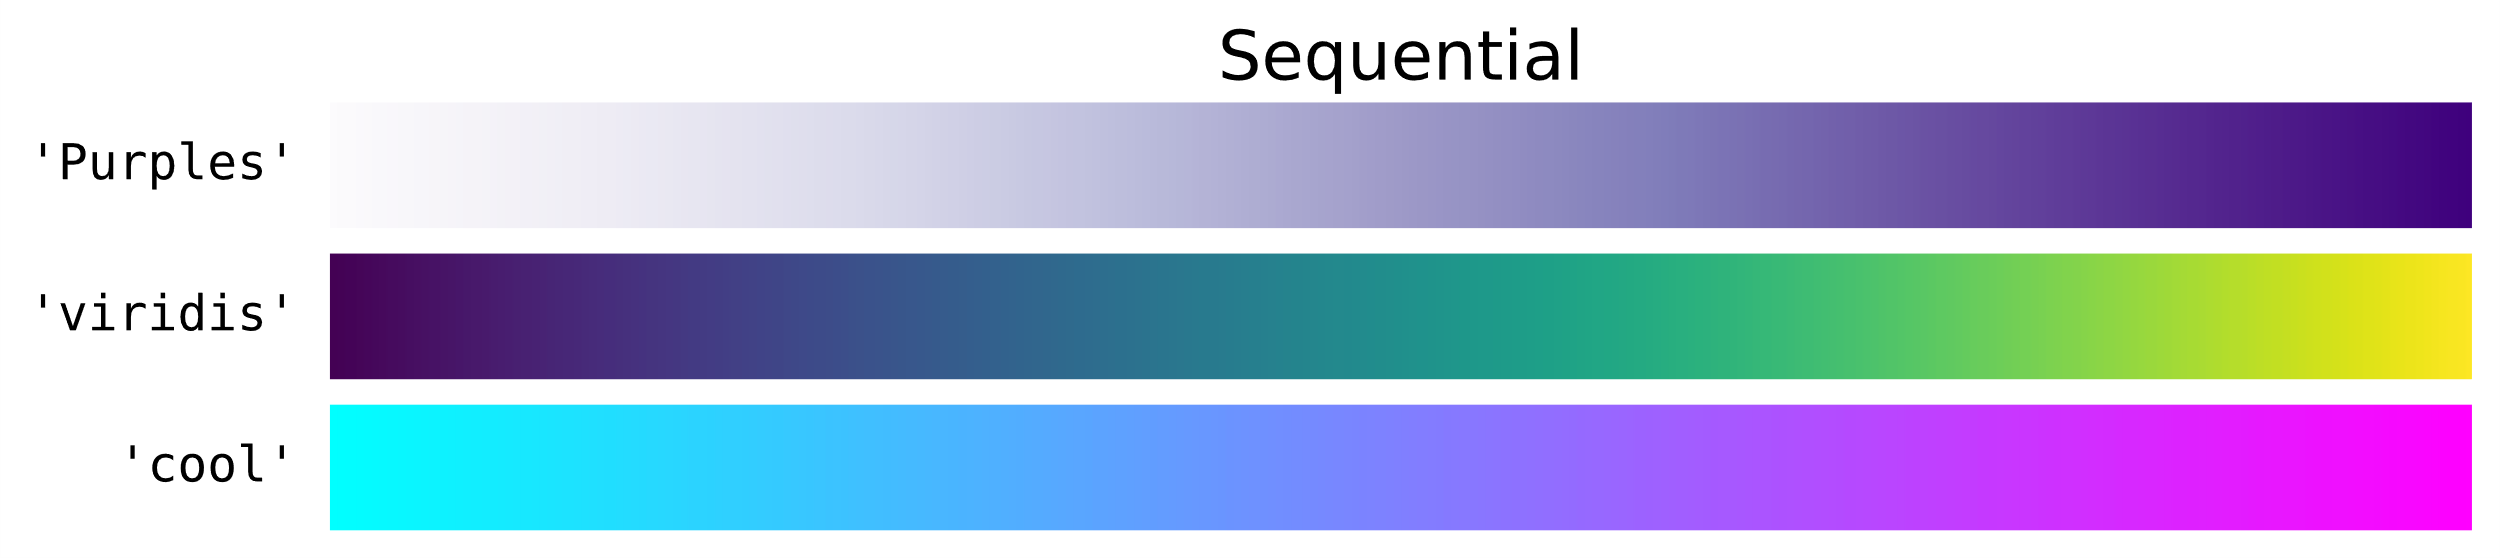 Sequential
'Purples'
'viridis'
'cool'